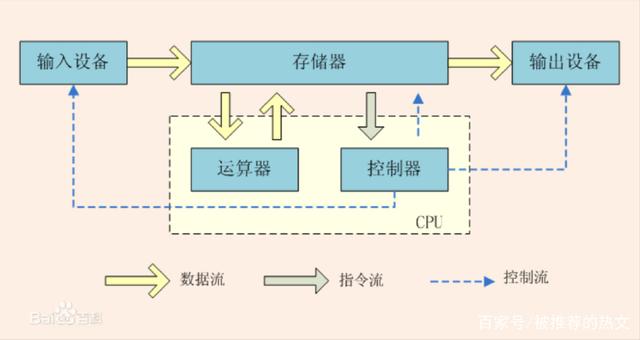 输入设备
存储器
输出设备
运算器
控制器
CPU
数据流
指令流
控制流
Bai百科
百家号/被推荐的热文